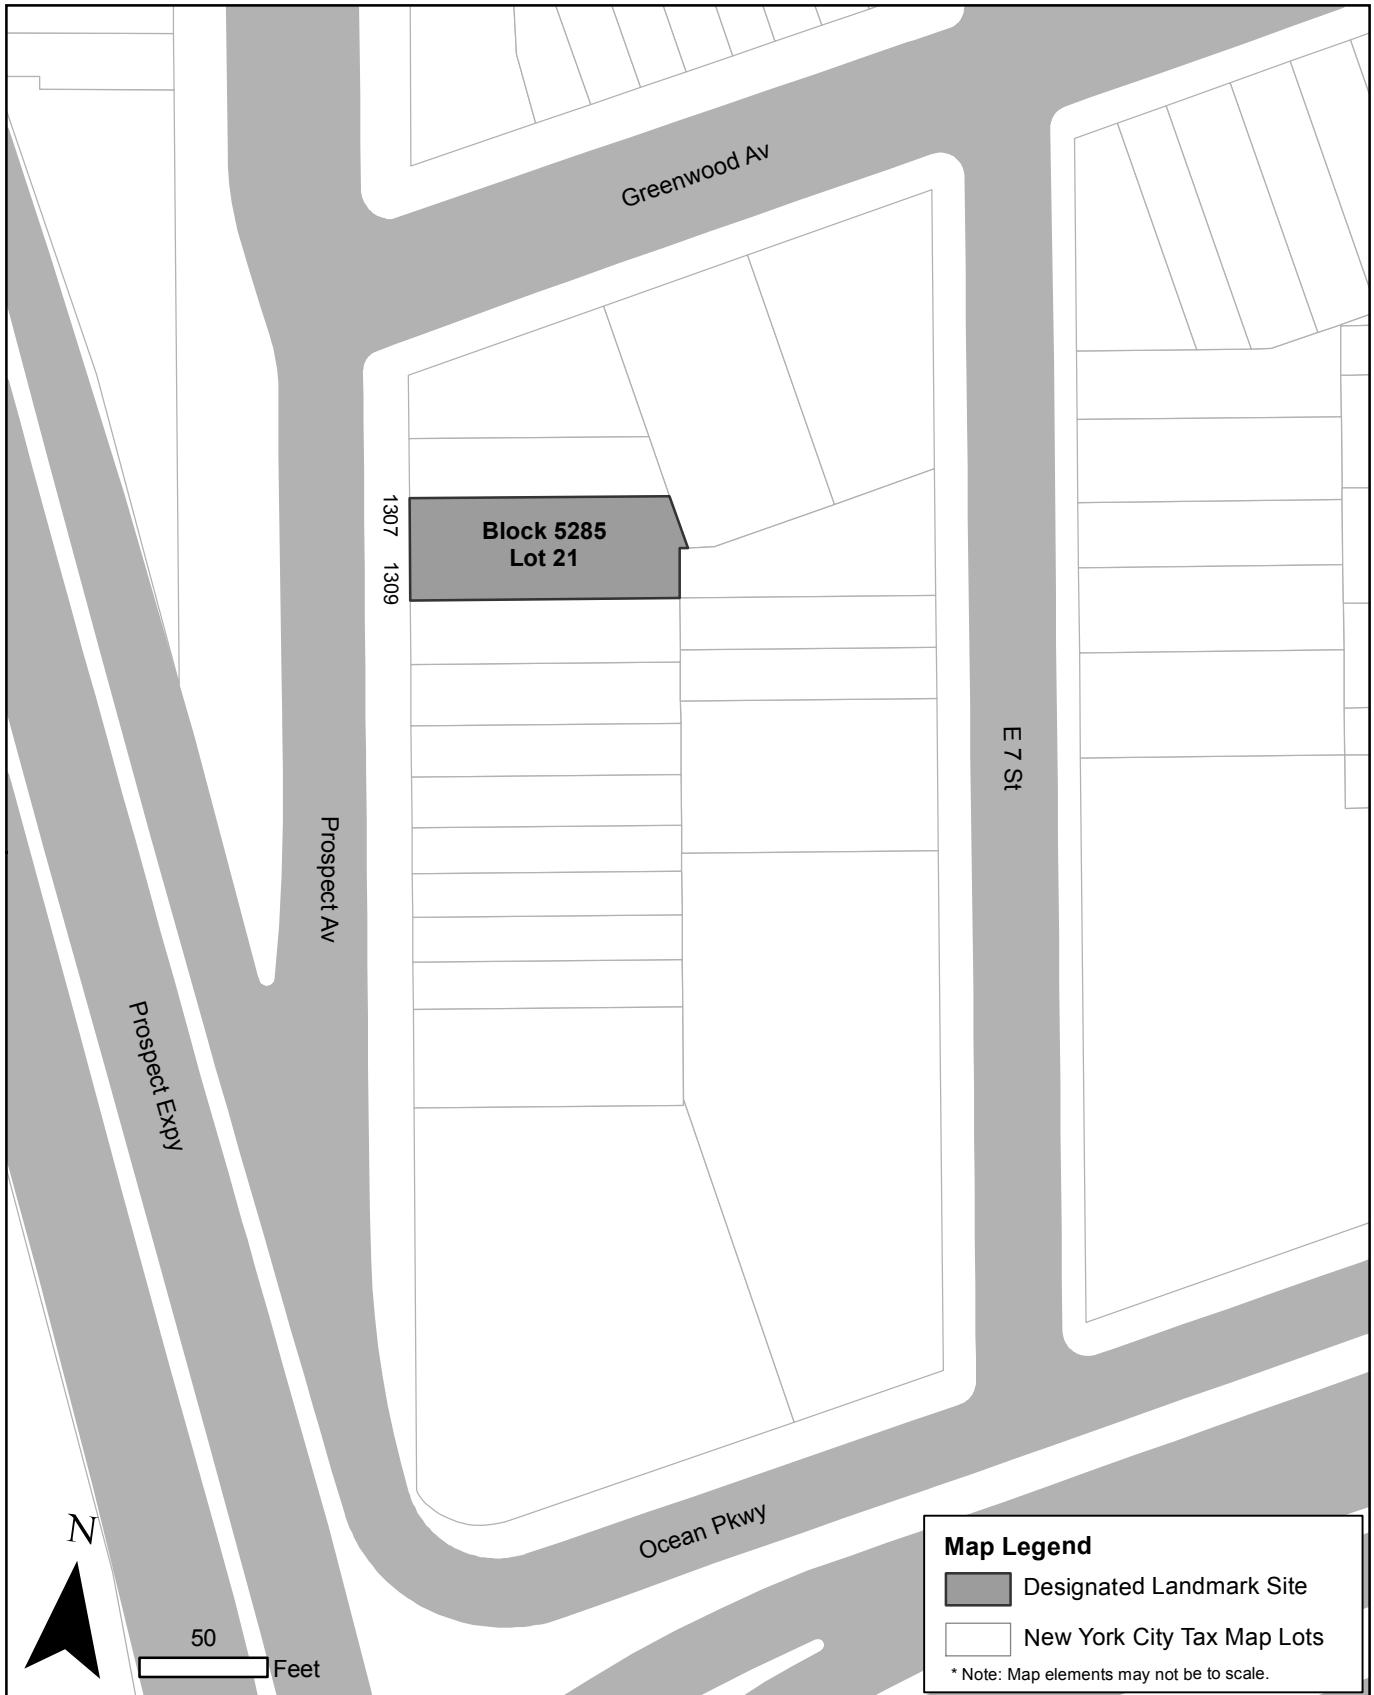 Greenwood Av
1307
1309
Block 5285
Lot 21
E 7 St
Prospect Av
Prospect Expy
Ocean Pkwy
N
50
Feet
Map Legend
Designated Landmark Site
New York City Tax Map Lots
* Note: Map elements may not be to scale.